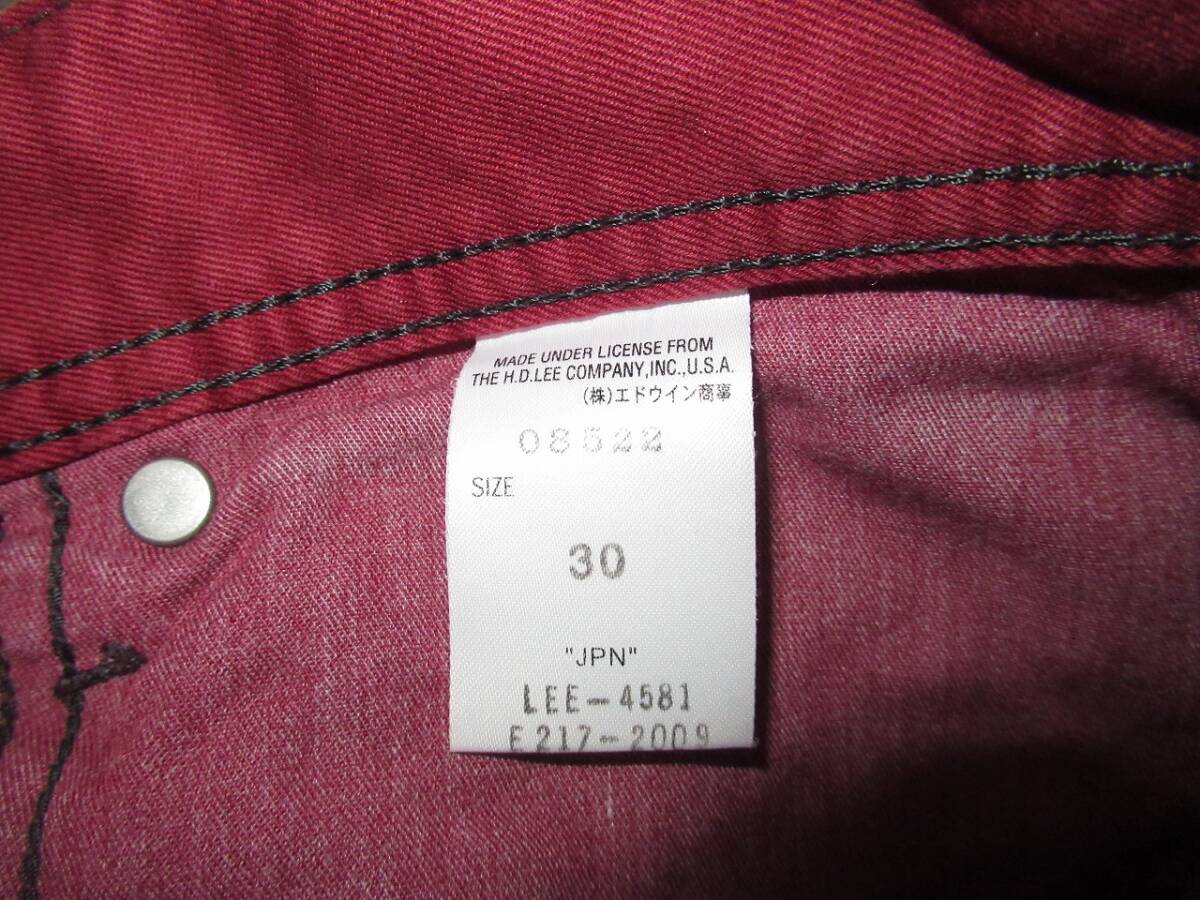 MADE UNDER LICENSE FROM
THE H.D.LEE COMPANY,INC.,U.S.A.
(株)エドウイン商事
08522
SIZE
30
"JPN"
LEE-4581
E217-2009